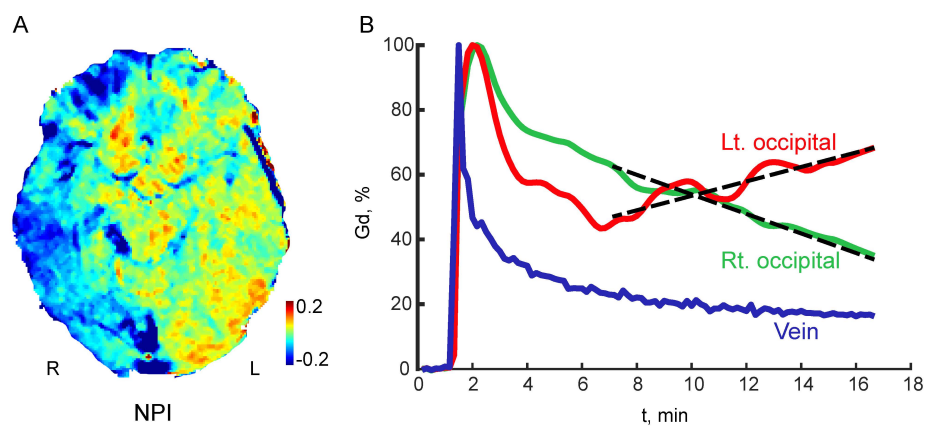 A
R
L
0.2
-0.2
NPI
B
Gd, %
100
80
60
40
20
0
Lt. occipital
Rt. occipital
Vein
0 2 4 6 8 10 12 14 16 18
t, min